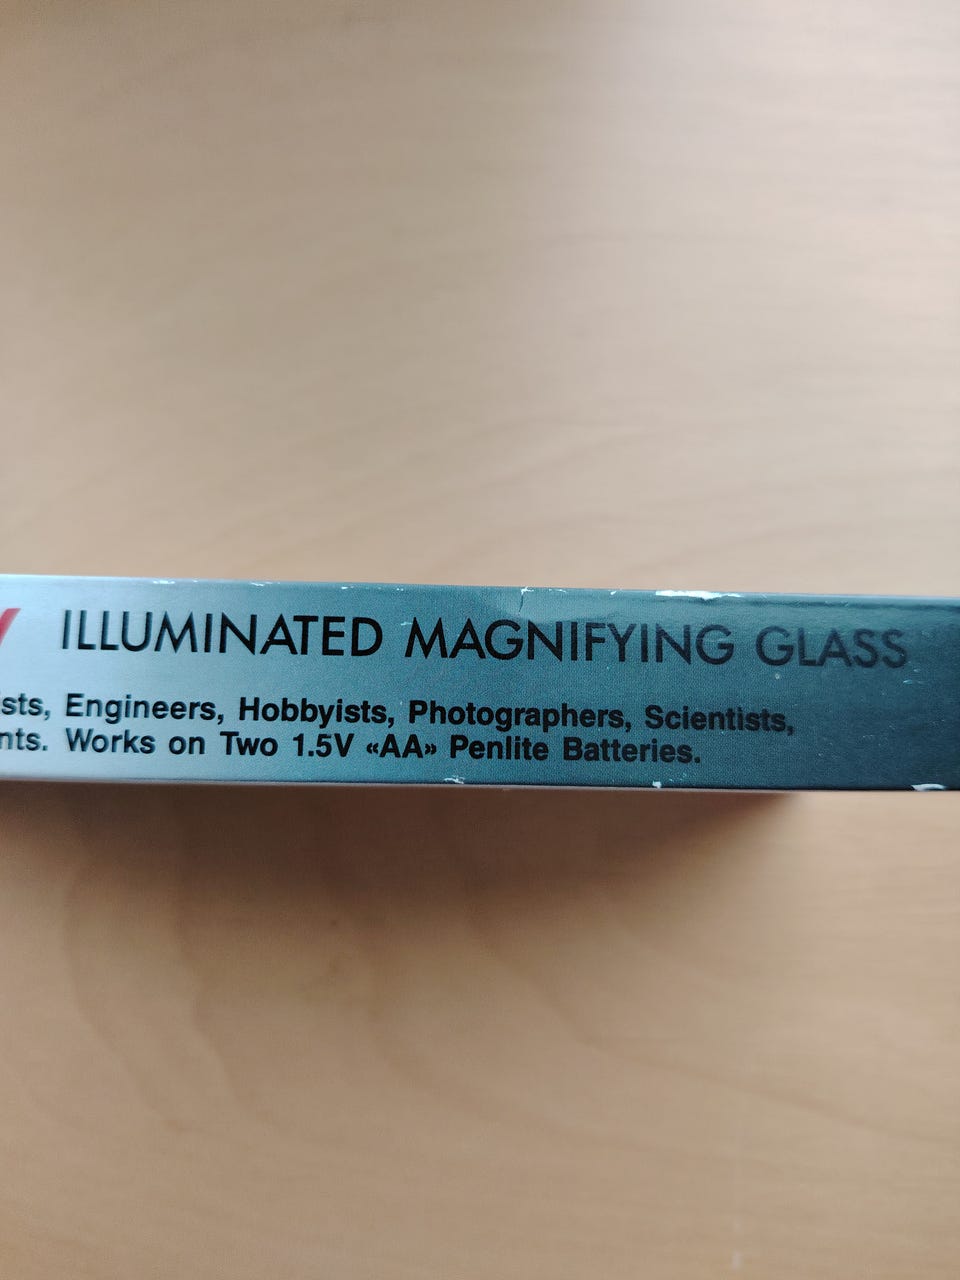 ILLUMINATED MAGNIFYING GLASS
Engineers, Hobbyists, Photographers, Scientists,
Works on Two 1.5V «AA» Penlite Batteries.